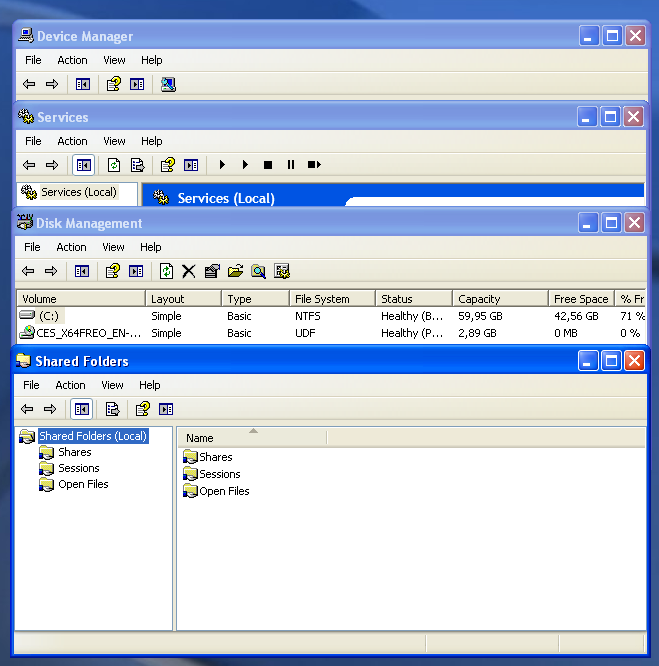 Device Manager
File Action View Help
Services
File Action View Help
Services (Local) Services (Local)
Disk Management
File Action View Help
Volume Layout Type File System Status Capacity Free Space % Fr
(C:) Simple Basic NTFS Healthy (B... 59,95 GB 42,56 GB 71 %
CES_X64FREO_EN-... Simple Basic UDF Healthy (P... 2,89 GB 0 MB 0 %
Shared Folders
File Action View Help
Shared Folders (Local)
Shares
Sessions
Open Files
Name
Shares
Sessions
Open Files